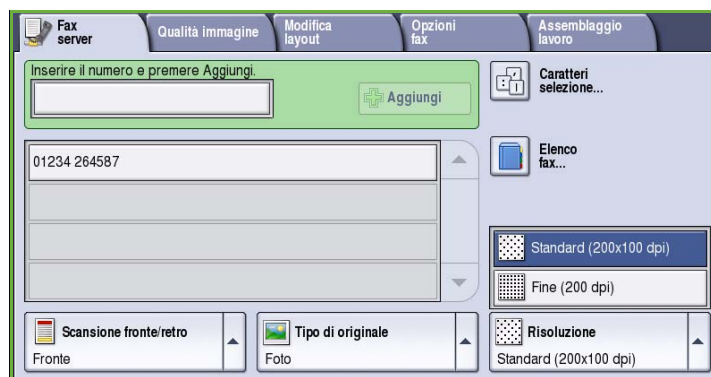 Fax
server
Qualità immagine
Modifica
layout
Opzioni
fax
Assemblaggio
lavoro
Inserire il numero e premere Aggiungi.
Aggiungi
Caratteri
selezione...
01234 264587
Elenco
fax...
Standard (200x100 dpi)
Fine (200 dpi)
Scansione fronte/retro
Fronte
Tipo di originale
Foto
Risoluzione
Standard (200x100 dpi)